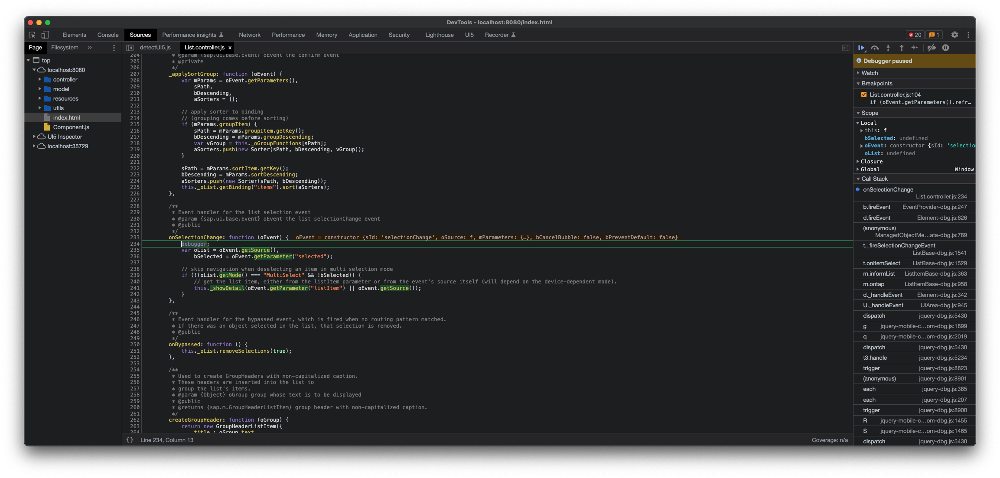 DevTools - localhost:8080/index.html
Elements Console Sources Performance insights Network Performance Memory Application Security Lighthouse UI5 Recorder 20 1
Page Filesystem »
detectUI5.js List.controller.js ×
top
localhost:8080
controller
model
resources
utils
index.html
Component.js
UI5 Inspector
localhost:35729
204 * @param {sap.ui.base.Event} oEvent the confirm event
205 * @private
206 */
207 _applySortGroup: function (oEvent) {
208 var mParams = oEvent.getParameters(),
209 sPath,
210 bDescending,
211 aSorters = [];
212
213 // apply sorter to binding
214 // (grouping comes before sorting)
215 if (mParams.groupItem) {
216 sPath = mParams.groupItem.getKey();
217 bDescending = mParams.groupDescending;
218 var vGroup = this._oGroupFunctions[sPath];
219 aSorters.push(new Sorter(sPath, bDescending, vGroup));
220 }
221
222 sPath = mParams.sortItem.getKey();
223 bDescending = mParams.sortDescending;
224 aSorters.push(new Sorter(sPath, bDescending));
225 this._oList.getBinding("items").sort(aSorters);
226 },
227
228 /**
229 * Event handler for the list selection event
230 * @param {sap.ui.base.Event} oEvent the list selectionChange event
231 * @public
232 */
233 onSelectionChange: function (oEvent) { oEvent = constructor {sId: 'selectionChange', oSource: f, mParameters: {…}, bCancelBubble: false, bPreventDefault: false}
234 debugger;
235 var oList = oEvent.getSource(),
236 bSelected = oEvent.getParameter("selected");
237
238 // skip navigation when deselecting an item in multi selection mode
239 if (!(oList.getMode() === "MultiSelect" && !bSelected)) {
240 // get the list item, either from the listItem parameter or from the event's source itself (will depend on the device-dependent mode).
241 this._showDetail(oEvent.getParameter("listItem") || oEvent.getSource());
242 }
243 },
244
245 /**
246 * Event handler for the bypassed event, which is fired when no routing pattern matched.
247 * If there was an object selected in the list, that selection is removed.
248 * @public
249 */
250 onBypassed: function () {
251 this._oList.removeSelections(true);
252 },
253
254 /**
255 * Used to create GroupHeaders with non-capitalized caption.
256 * These headers are inserted into the list to
257 * group the list's items.
258 * @param {Object} oGroup group whose text is to be displayed
259 * @public
260 * @returns {sap.m.GroupHeaderListItem} group header with non-capitalized caption.
261 */
262 createGroupHeader: function (oGroup) {
263 return new GroupHeaderListItem({
264 title : oGroup.text
{} Line 234, Column 13 Coverage: n/a
Debugger paused
Watch
Breakpoints
List.controller.js:104
if (oEvent.getParameters().refr…
Scope
Local
this: f
bSelected: undefined
oEvent: constructor {sId: 'selectio
oList: undefined
Closure
Global Window
Call Stack
onSelectionChange
List.controller.js:234
b.fireEvent EventProvider-dbg.js:247
d.fireEvent Element-dbg.js:626
(anonymous)
ManagedObjectMe…ata-dbg.js:789
t._fireSelectionChangeEvent
ListBase-dbg.js:1541
t.onItemSelect ListBase-dbg.js:1529
m.informList ListItemBase-dbg.js:363
m.ontap ListItemBase-dbg.js:958
d._handleEvent Element-dbg.js:342
U._handleEvent UIArea-dbg.js:945
dispatch jquery-dbg.js:5430
g jquery-mobile-c…om-dbg.js:1899
q jquery-mobile-c…om-dbg.js:2019
dispatch jquery-dbg.js:5430
t3.handle jquery-dbg.js:5234
trigger jquery-dbg.js:8823
(anonymous) jquery-dbg.js:8901
each jquery-dbg.js:385
each jquery-dbg.js:207
trigger jquery-dbg.js:8900
R jquery-mobile-c…om-dbg.js:1455
S jquery-mobile-c…om-dbg.js:1465
dispatch jquery-dbg.js:5430